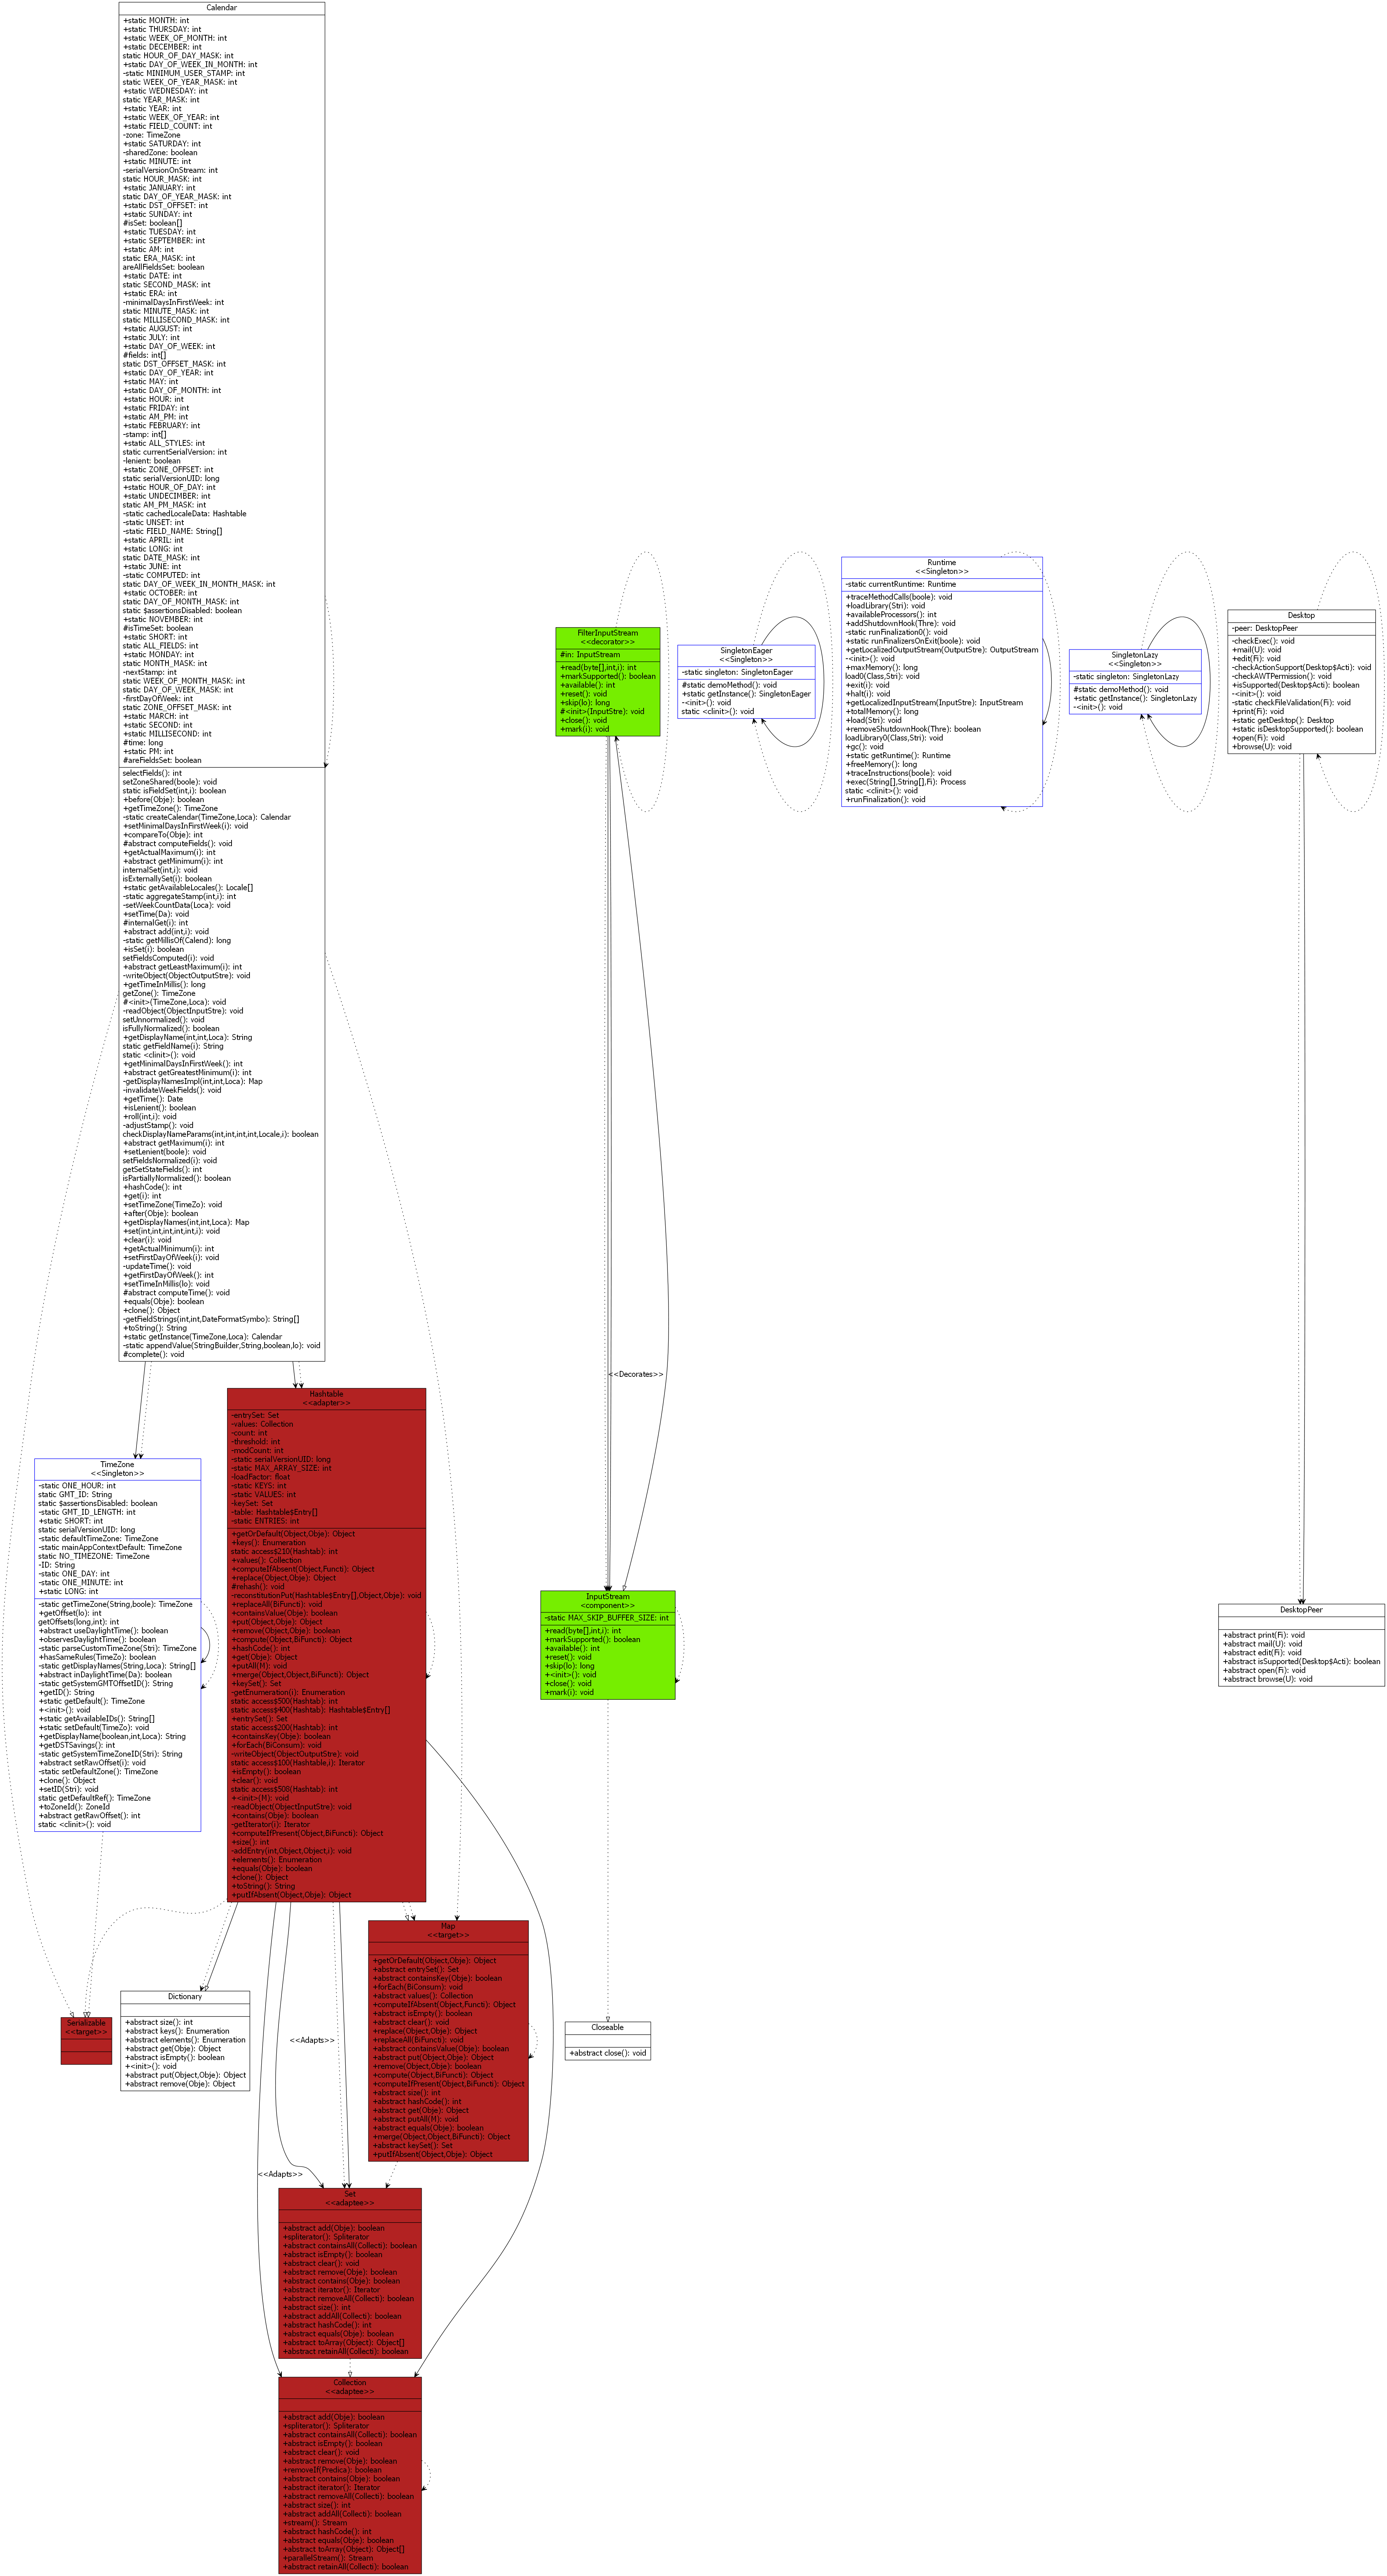 Calendar
+static MONTH: int
+static THURSDAY: int
+static WEEK_OF_MONTH: int
+static DECEMBER: int
static HOUR_OF_DAY_MASK: int
+static DAY_OF_WEEK_IN_MONTH: int
-static MINIMUM_USER_STAMP: int
static WEEK_OF_YEAR_MASK: int
+static WEDNESDAY: int
static YEAR_MASK: int
+static YEAR: int
+static WEEK_OF_YEAR: int
+static FIELD_COUNT: int
-zone: TimeZone
+static SATURDAY: int
-sharedZone: boolean
+static MINUTE: int
-serialVersionOnStream: int
static HOUR_MASK: int
+static JANUARY: int
static DAY_OF_YEAR_MASK: int
+static DST_OFFSET: int
+static SUNDAY: int
#isSet: boolean[]
+static TUESDAY: int
+static SEPTEMBER: int
+static AM: int
static ERA_MASK: int
areAllFieldsSet: boolean
+static DATE: int
static SECOND_MASK: int
+static ERA: int
-minimalDaysInFirstWeek: int
static MINUTE_MASK: int
static MILLISECOND_MASK: int
+static AUGUST: int
+static JULY: int
+static DAY_OF_WEEK: int
#fields: int[]
static DST_OFFSET_MASK: int
+static DAY_OF_YEAR: int
+static MAY: int
+static DAY_OF_MONTH: int
+static HOUR: int
+static FRIDAY: int
+static AM_PM: int
+static FEBRUARY: int
-stamp: int[]
+static ALL_STYLES: int
static currentSerialVersion: int
-lenient: boolean
+static ZONE_OFFSET: int
static serialVersionUID: long
+static HOUR_OF_DAY: int
+static UNDECIMBER: int
static AM_PM_MASK: int
-static cachedLocaleData: Hashtable
-static UNSET: int
-static FIELD_NAME: String[]
+static APRIL: int
+static LONG: int
static DATE_MASK: int
+static JUNE: int
-static COMPUTED: int
static DAY_OF_WEEK_IN_MONTH_MASK: int
+static OCTOBER: int
static DAY_OF_MONTH_MASK: int
static $assertionsDisabled: boolean
+static NOVEMBER: int
#isTimeSet: boolean
+static SHORT: int
static ALL_FIELDS: int
+static MONDAY: int
static MONTH_MASK: int
-nextStamp: int
static WEEK_OF_MONTH_MASK: int
static DAY_OF_WEEK_MASK: int
-firstDayOfWeek: int
static ZONE_OFFSET_MASK: int
+static MARCH: int
+static SECOND: int
+static MILLISECOND: int
#time: long
+static PM: int
#areFieldsSet: boolean
selectFields(): int
setZoneShared(boole): void
static isFieldSet(int,i): boolean
+before(Obje): boolean
+getTimeZone(): TimeZone
-static createCalendar(TimeZone,Loca): Calendar
+setMinimalDaysInFirstWeek(i): void
+compareTo(Obje): int
#abstract computeFields(): void
+getActualMaximum(i): int
+abstract getMinimum(i): int
internalSet(int,i): void
isExternallySet(i): boolean
+static getAvailableLocales(): Locale[]
-static aggregateStamp(int,i): int
-setWeekCountData(Loca): void
+setTime(Da): void
#internalGet(i): int
+abstract add(int,i): void
-static getMillisOf(Calend): long
+isSet(i): boolean
setFieldsComputed(i): void
+abstract getLeastMaximum(i): int
-writeObject(ObjectOutputStre): void
+getTimeInMillis(): long
getZone(): TimeZone
#<init>(TimeZone,Loca): void
-readObject(ObjectInputStre): void
setUnnormalized(): void
isFullyNormalized(): boolean
+getDisplayName(int,int,Loca): String
static getFieldName(i): String
static <clinit>(): void
+getMinimalDaysInFirstWeek(): int
+abstract getGreatestMinimum(i): int
-getDisplayNamesImpl(int,int,Loca): Map
-invalidateWeekFields(): void
+getTime(): Date
+isLenient(): boolean
+roll(int,i): void
-adjustStamp(): void
checkDisplayNameParams(int,int,int,int,Locale,i): boolean
+abstract getMaximum(i): int
+setLenient(boole): void
setFieldsNormalized(i): void
getSetStateFields(): int
isPartiallyNormalized(): boolean
+hashCode(): int
+get(i): int
+setTimeZone(TimeZo): void
+after(Obje): boolean
+getDisplayNames(int,int,Loca): Map
+set(int,int,int,int,int,i): void
+clear(i): void
+getActualMinimum(i): int
+setFirstDayOfWeek(i): void
-updateTime(): void
+getFirstDayOfWeek(): int
+setTimeInMillis(lo): void
#abstract computeTime(): void
+equals(Obje): boolean
+clone(): Object
-getFieldStrings(int,int,DateFormatSymbo): String[]
+toString(): String
+static getInstance(TimeZone,Loca): Calendar
-static appendValue(StringBuilder,String,boolean,lo): void
#complete(): void
FilterInputStream
<<decorator>>
#in: InputStream
+read(byte[],int,i): int
+markSupported(): boolean
+available(): int
+reset(): void
+skip(lo): long
#<init>(InputStre): void
+close(): void
+mark(i): void
SingletonEager
<<Singleton>>
-static singleton: SingletonEager
#static demoMethod(): void
+static getInstance(): SingletonEager
-<init>(): void
static <clinit>(): void
Runtime
<<Singleton>>
-static currentRuntime: Runtime
+traceMethodCalls(boole): void
+loadLibrary(Stri): void
+availableProcessors(): int
+addShutdownHook(Thre): void
-static runFinalization0(): void
+static runFinalizersOnExit(boole): void
+getLocalizedOutputStream(OutputStre): OutputStream
-<init>(): void
+maxMemory(): long
load0(Class,Stri): void
+exit(i): void
+halt(i): void
+getLocalizedInputStream(InputStre): InputStream
+totalMemory(): long
+load(Stri): void
+removeShutdownHook(Thre): boolean
loadLibrary0(Class,Stri): void
+gc(): void
+static getRuntime(): Runtime
+freeMemory(): long
+traceInstructions(boole): void
+exec(String[],String[],Fi): Process
static <clinit>(): void
+runFinalization(): void
SingletonLazy
<<Singleton>>
-static singleton: SingletonLazy
#static demoMethod(): void
+static getInstance(): SingletonLazy
-<init>(): void
Desktop
-peer: DesktopPeer
-checkExec(): void
+mail(U): void
+edit(Fi): void
-checkActionSupport(Desktop$Acti): void
-checkAWTPermission(): void
+isSupported(Desktop$Acti): boolean
-<init>(): void
-static checkFileValidation(Fi): void
+print(Fi): void
+static getDesktop(): Desktop
+static isDesktopSupported(): boolean
+open(Fi): void
+browse(U): void
<<Decorates>>
TimeZone
<<Singleton>>
-static ONE_HOUR: int
static GMT_ID: String
static $assertionsDisabled: boolean
-static GMT_ID_LENGTH: int
+static SHORT: int
static serialVersionUID: long
-static defaultTimeZone: TimeZone
-static mainAppContextDefault: TimeZone
static NO_TIMEZONE: TimeZone
-ID: String
-static ONE_DAY: int
-static ONE_MINUTE: int
+static LONG: int
-static getTimeZone(String,boole): TimeZone
+getOffset(lo): int
getOffsets(long,int): int
+abstract useDaylightTime(): boolean
+observesDaylightTime(): boolean
-static parseCustomTimeZone(Stri): TimeZone
+hasSameRules(TimeZo): boolean
-static getDisplayNames(String,Loca): String[]
+abstract inDaylightTime(Da): boolean
-static getSystemGMTOffsetID(): String
+getID(): String
+static getDefault(): TimeZone
+<init>(): void
+static getAvailableIDs(): String[]
+static setDefault(TimeZo): void
+getDisplayName(boolean,int,Loca): String
+getDSTSavings(): int
-static getSystemTimeZoneID(Stri): String
+abstract setRawOffset(i): void
-static setDefaultZone(): TimeZone
+clone(): Object
+setID(Stri): void
static getDefaultRef(): TimeZone
+toZoneId(): ZoneId
+abstract getRawOffset(): int
static <clinit>(): void
Hashtable
<<adapter>>
-entrySet: Set
-values: Collection
-count: int
-threshold: int
-modCount: int
-static serialVersionUID: long
-static MAX_ARRAY_SIZE: int
-loadFactor: float
-static KEYS: int
-static VALUES: int
-keySet: Set
-table: Hashtable$Entry[]
-static ENTRIES: int
+getOrDefault(Object,Obje): Object
+keys(): Enumeration
static access$210(Hashtab): int
+values(): Collection
+computeIfAbsent(Object,Functi): Object
+replace(Object,Obje): Object
#rehash(): void
-reconstitutionPut(Hashtable$Entry[],Object,Obje): void
+replaceAll(BiFuncti): void
+containsValue(Obje): boolean
+put(Object,Obje): Object
+remove(Object,Obje): boolean
+compute(Object,BiFuncti): Object
+hashCode(): int
+get(Obje): Object
+putAll(M): void
+merge(Object,Object,BiFuncti): Object
+keySet(): Set
-getEnumeration(i): Enumeration
static access$500(Hashtab): int
static access$400(Hashtab): Hashtable$Entry[]
+entrySet(): Set
static access$200(Hashtab): int
+containsKey(Obje): boolean
+forEach(BiConsum): void
-writeObject(ObjectOutputStre): void
static access$100(Hashtable,i): Iterator
+isEmpty(): boolean
+clear(): void
static access$508(Hashtab): int
+<init>(M): void
-readObject(ObjectInputStre): void
+contains(Obje): boolean
-getIterator(i): Iterator
+computeIfPresent(Object,BiFuncti): Object
+size(): int
-addEntry(int,Object,Object,i): void
+elements(): Enumeration
+equals(Obje): boolean
+clone(): Object
+toString(): String
+putIfAbsent(Object,Obje): Object
InputStream
<component>>
-static MAX_SKIP_BUFFER_SIZE: int
+read(byte[],int,i): int
+markSupported(): boolean
+available(): int
+reset(): void
+skip(lo): long
+<init>(): void
+close(): void
+mark(i): void
DesktopPeer
+abstract print(Fi): void
+abstract mail(U): void
+abstract edit(Fi): void
+abstract isSupported(Desktop$Acti): boolean
+abstract open(Fi): void
+abstract browse(U): void
Serializable
<<target>>
Dictionary
+abstract size(): int
+abstract keys(): Enumeration
+abstract elements(): Enumeration
+abstract get(Obje): Object
+abstract isEmpty(): boolean
+<init>(): void
+abstract put(Object,Obje): Object
+abstract remove(Obje): Object
<<Adapts>>
Map
<<target>>
+getOrDefault(Object,Obje): Object
+abstract entrySet(): Set
+abstract containsKey(Obje): boolean
+forEach(BiConsum): void
+abstract values(): Collection
+computeIfAbsent(Object,Functi): Object
+abstract isEmpty(): boolean
+abstract clear(): void
+replace(Object,Obje): Object
+replaceAll(BiFuncti): void
+abstract containsValue(Obje): boolean
+abstract put(Object,Obje): Object
+remove(Object,Obje): boolean
+compute(Object,BiFuncti): Object
+computeIfPresent(Object,BiFuncti): Object
+abstract size(): int
+abstract hashCode(): int
+abstract get(Obje): Object
+abstract putAll(M): void
+abstract equals(Obje): boolean
+merge(Object,Object,BiFuncti): Object
+abstract keySet(): Set
+putIfAbsent(Object,Obje): Object
Closeable
+abstract close(): void
<<Adapts>>
Set
<<adaptee>>
+abstract add(Obje): boolean
+spliterator(): Spliterator
+abstract containsAll(Collecti): boolean
+abstract isEmpty(): boolean
+abstract clear(): void
+abstract remove(Obje): boolean
+abstract contains(Obje): boolean
+abstract iterator(): Iterator
+abstract removeAll(Collecti): boolean
+abstract size(): int
+abstract addAll(Collecti): boolean
+abstract hashCode(): int
+abstract equals(Obje): boolean
+abstract toArray(Object): Object[]
+abstract retainAll(Collecti): boolean
Collection
<<adaptee>>
+abstract add(Obje): boolean
+spliterator(): Spliterator
+abstract containsAll(Collecti): boolean
+abstract isEmpty(): boolean
+abstract clear(): void
+abstract remove(Obje): boolean
+removeIf(Predica): boolean
+abstract contains(Obje): boolean
+abstract iterator(): Iterator
+abstract removeAll(Collecti): boolean
+abstract size(): int
+abstract addAll(Collecti): boolean
+stream(): Stream
+abstract hashCode(): int
+abstract equals(Obje): boolean
+abstract toArray(Object): Object[]
+parallelStream(): Stream
+abstract retainAll(Collecti): boolean